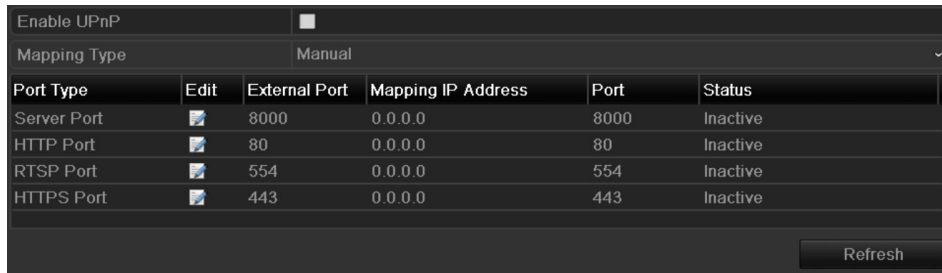 Enable UPnP
Mapping Type Manual
Port Type Edit External Port Mapping IP Address Port Status
Server Port 8000 0.0.0.0 8000 Inactive
HTTP Port 80 0.0.0.0 80 Inactive
RTSP Port 554 0.0.0.0 554 Inactive
HTTPS Port 443 0.0.0.0 443 Inactive
Refresh